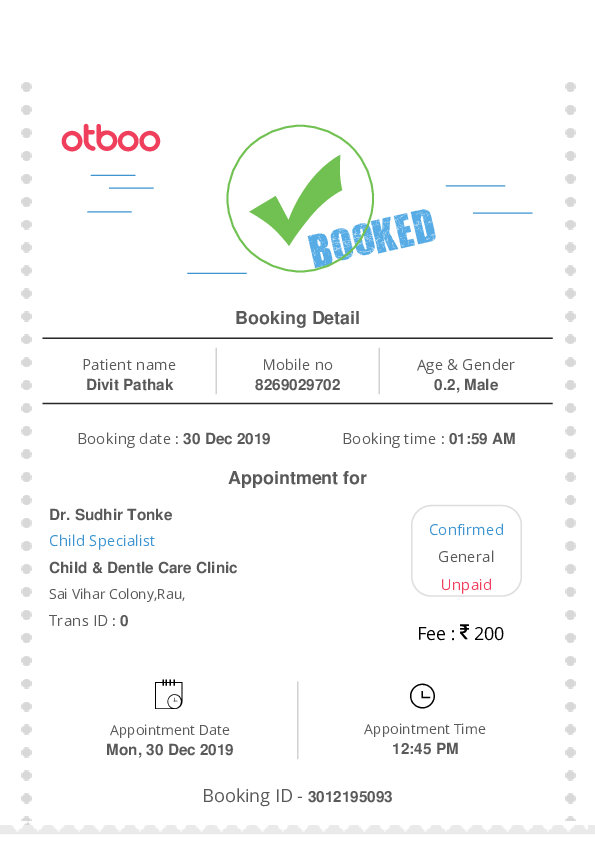 otboo
BOOKED
Booking Detail
Patient name Mobile no Age & Gender
Divit Pathak 8269029702 0.2, Male
Booking date : 30 Dec 2019 Booking time : 01:59 AM
Appointment for
Dr. Sudhir Tonke
Child Specialist
Child & Dentle Care Clinic
Sai Vihar Colony,Rau,
Trans ID : 0
Confirmed
General
Unpaid
Fee : ₹ 200
Appointment Date Appointment Time
Mon, 30 Dec 2019 12:45 PM
Booking ID - 3012195093